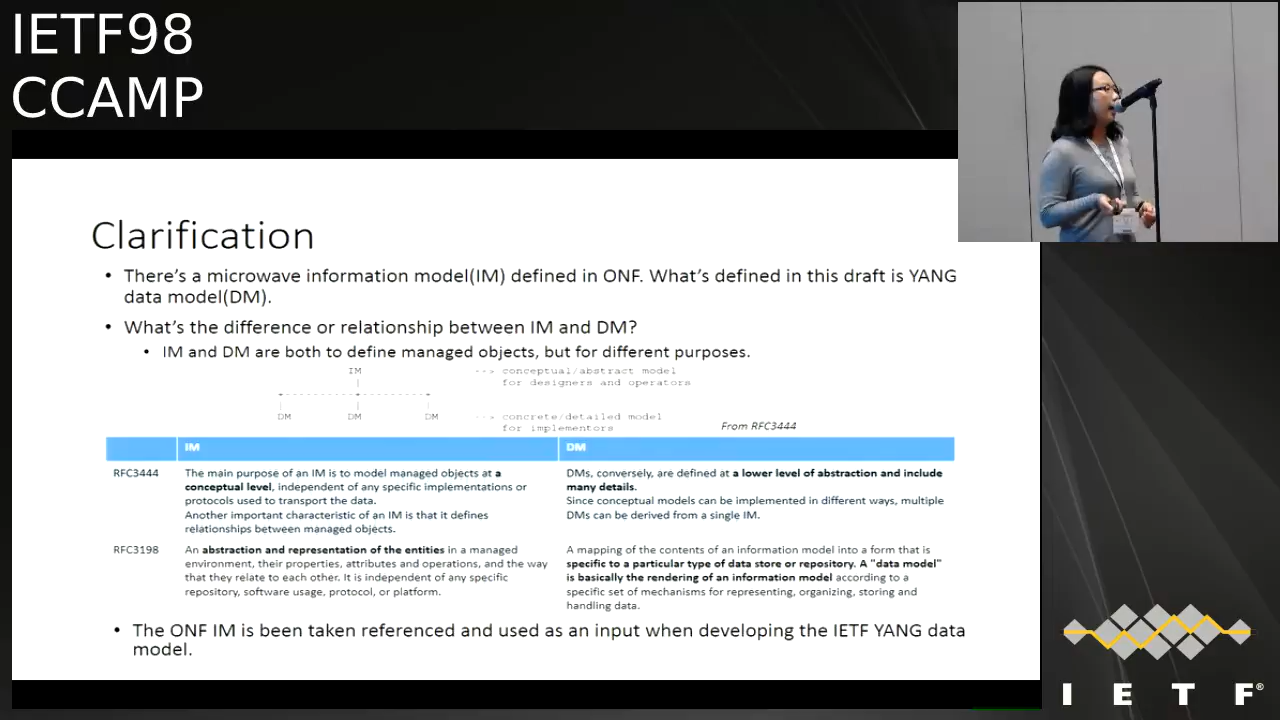 IETF98
CCAMP
Clarification
• There's a microwave information model(IM) defined in ONF. What's defined in this draft is YANG
data model(DM).
• What's the difference or relationship between IM and DM?
• IM and DM are both to define managed objects, but for different purposes.
IM --> conceptual/abstract model
for designers and operators
DM DM DM --> concrete/detailed model
for implementors
From RFC3444
IM DM
RFC3444
The main purpose of an IM is to model managed objects at a
conceptual level, independent of any specific implementations or
protocols used to transport the data.
Another important characteristic of an IM is that it defines
relationships between managed objects.
DMs, conversely, are defined at a lower level of abstraction and include
many details.
Since conceptual models can be implemented in different ways, multiple
DMs can be derived from a single IM.
RFC3198
An abstraction and representation of the entities in a managed
environment, their properties, attributes and operations, and the way
that they relate to each other. It is independent of any specific
repository, software usage, protocol, or platform.
A mapping of the contents of an information model into a form that is
specific to a particular type of data store or repository. A "data model"
is basically the rendering of an information model according to a
specific set of mechanisms for representing, organizing, storing and
handling data.
• The ONF IM is been taken referenced and used as an input when developing the IETF YANG data
model.
I E T F®